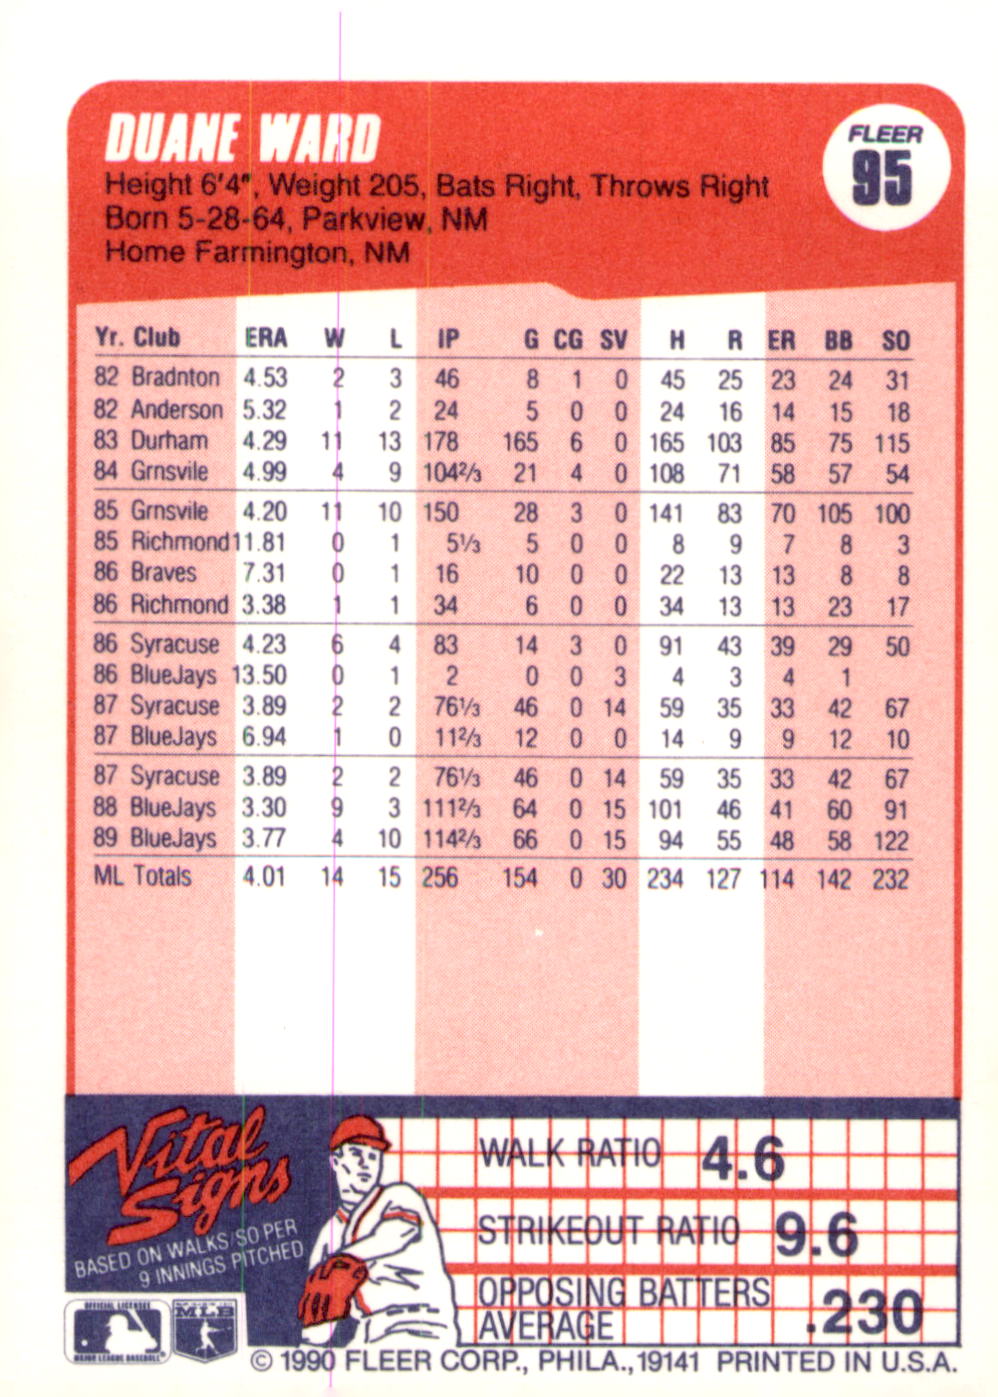 DUANE WARD
FLEER
95
Height 6'4", Weight 205, Bats Right, Throws Right
Born 5-28-64, Parkview, NM
Home Farmington, NM
Yr. Club ERA W L IP G CG SV H R ER BB SO
82 Bradnton 4.53 2 3 46 8 1 0 45 25 23 24 31
82 Anderson 5.32 1 2 24 5 0 0 24 16 14 15 18
83 Durham 4.29 11 13 178 165 6 0 165 103 85 75 115
84 Grnsvile 4.99 4 9 1042/3 21 4 0 108 71 58 57 54
85 Grnsvile 4.20 11 10 150 28 3 0 141 83 70 105 100
85 Richmond 11.81 0 1 51/3 5 0 0 8 9 7 8 3
86 Braves 7.31 0 1 16 10 0 0 22 13 13 8 8
86 Richmond 3.38 1 1 34 6 0 0 34 13 13 23 17
86 Syracuse 4.23 6 4 83 14 3 0 91 43 39 29 50
86 BlueJays 13.50 0 1 2 0 0 3 4 3 4 1
87 Syracuse 3.89 2 2 761/3 46 0 14 59 35 33 42 67
87 BlueJays 6.94 1 0 112/3 12 0 0 14 9 9 12 10
87 Syracuse 3.89 2 2 761/3 46 0 14 59 35 33 42 67
88 BlueJays 3.30 9 3 1112/3 64 0 15 101 46 41 60 91
89 BlueJays 3.77 4 10 1142/3 66 0 15 94 55 48 58 122
ML Totals 4.01 14 15 256 154 0 30 234 127 114 142 232
Vital
Signs
BASED ON WALKS/SO PER
9 INNINGS PITCHED
WALK RATIO 4.6
STRIKEOUT RATIO 9.6
OPPOSING BATTERS
AVERAGE .230
OFFICIAL LICENSEE
MAJOR LEAGUE BASEBALL
MLB
© 1990 FLEER CORP., PHILA., 19141 PRINTED IN U.S.A.